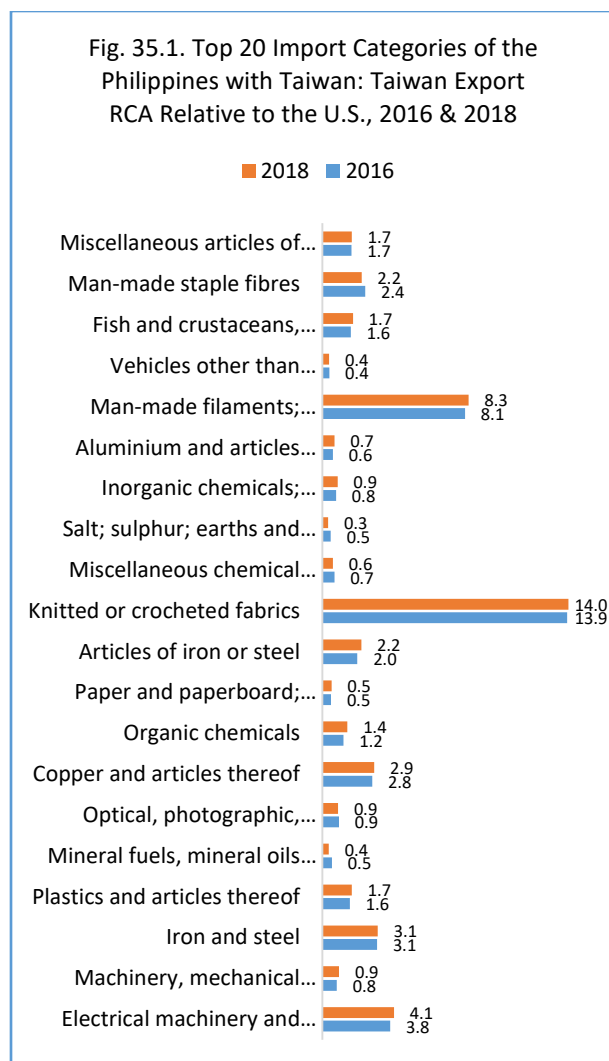 Fig. 35.1. Top 20 Import Categories of the
Philippines with Taiwan: Taiwan Export
RCA Relative to the U.S., 2016 & 2018
2018 2016
Miscellaneous articles of... 1.7
1.7
Man-made staple fibres 2.2
2.4
Fish and crustaceans,... 1.7
1.6
Vehicles other than... 0.4
0.4
Man-made filaments;... 8.3
8.1
Aluminium and articles... 0.7
0.6
Inorganic chemicals;... 0.9
0.8
Salt; sulphur; earths and... 0.3
0.5
Miscellaneous chemical... 0.6
0.7
Knitted or crocheted fabrics 14.0
13.9
Articles of iron or steel 2.2
2.0
Paper and paperboard;... 0.5
0.5
Organic chemicals 1.4
1.2
Copper and articles thereof 2.9
2.8
Optical, photographic,... 0.9
0.9
Mineral fuels, mineral oils... 0.4
0.5
Plastics and articles thereof 1.7
1.6
Iron and steel 3.1
3.1
Machinery, mechanical... 0.9
0.8
Electrical machinery and... 4.1
3.8